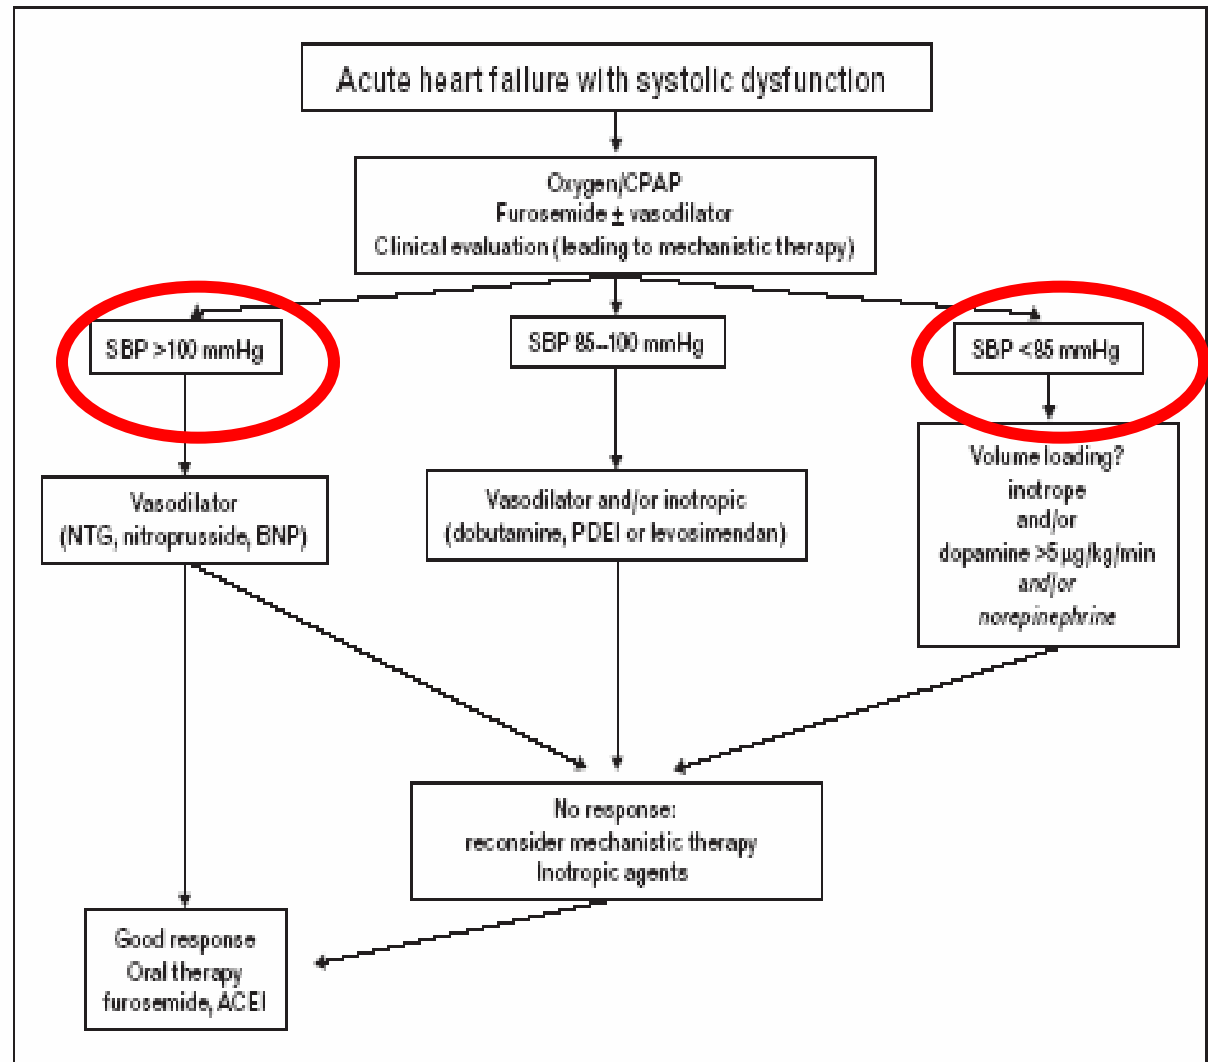 Acute heart failure with systolic dysfunction
Oxygen/CPAP
Furosemide ± vasodilator
Clinical evaluation (leading to mechanistic therapy)
SBP >100 mmHg
SBP 85–100 mmHg
SBP <85 mmHg
Vasodilator
(NTG, nitroprusside, BNP)
Vasodilator and/or inotropic
(dobutamine, PDEI or levosimendan)
Volume loading?
inotrope
and/or
dopamine >5 µg/kg/min
and/or
norepinephrine
No response:
reconsider mechanistic therapy
Inotropic agents
Good response
Oral therapy
furosemide, ACEI